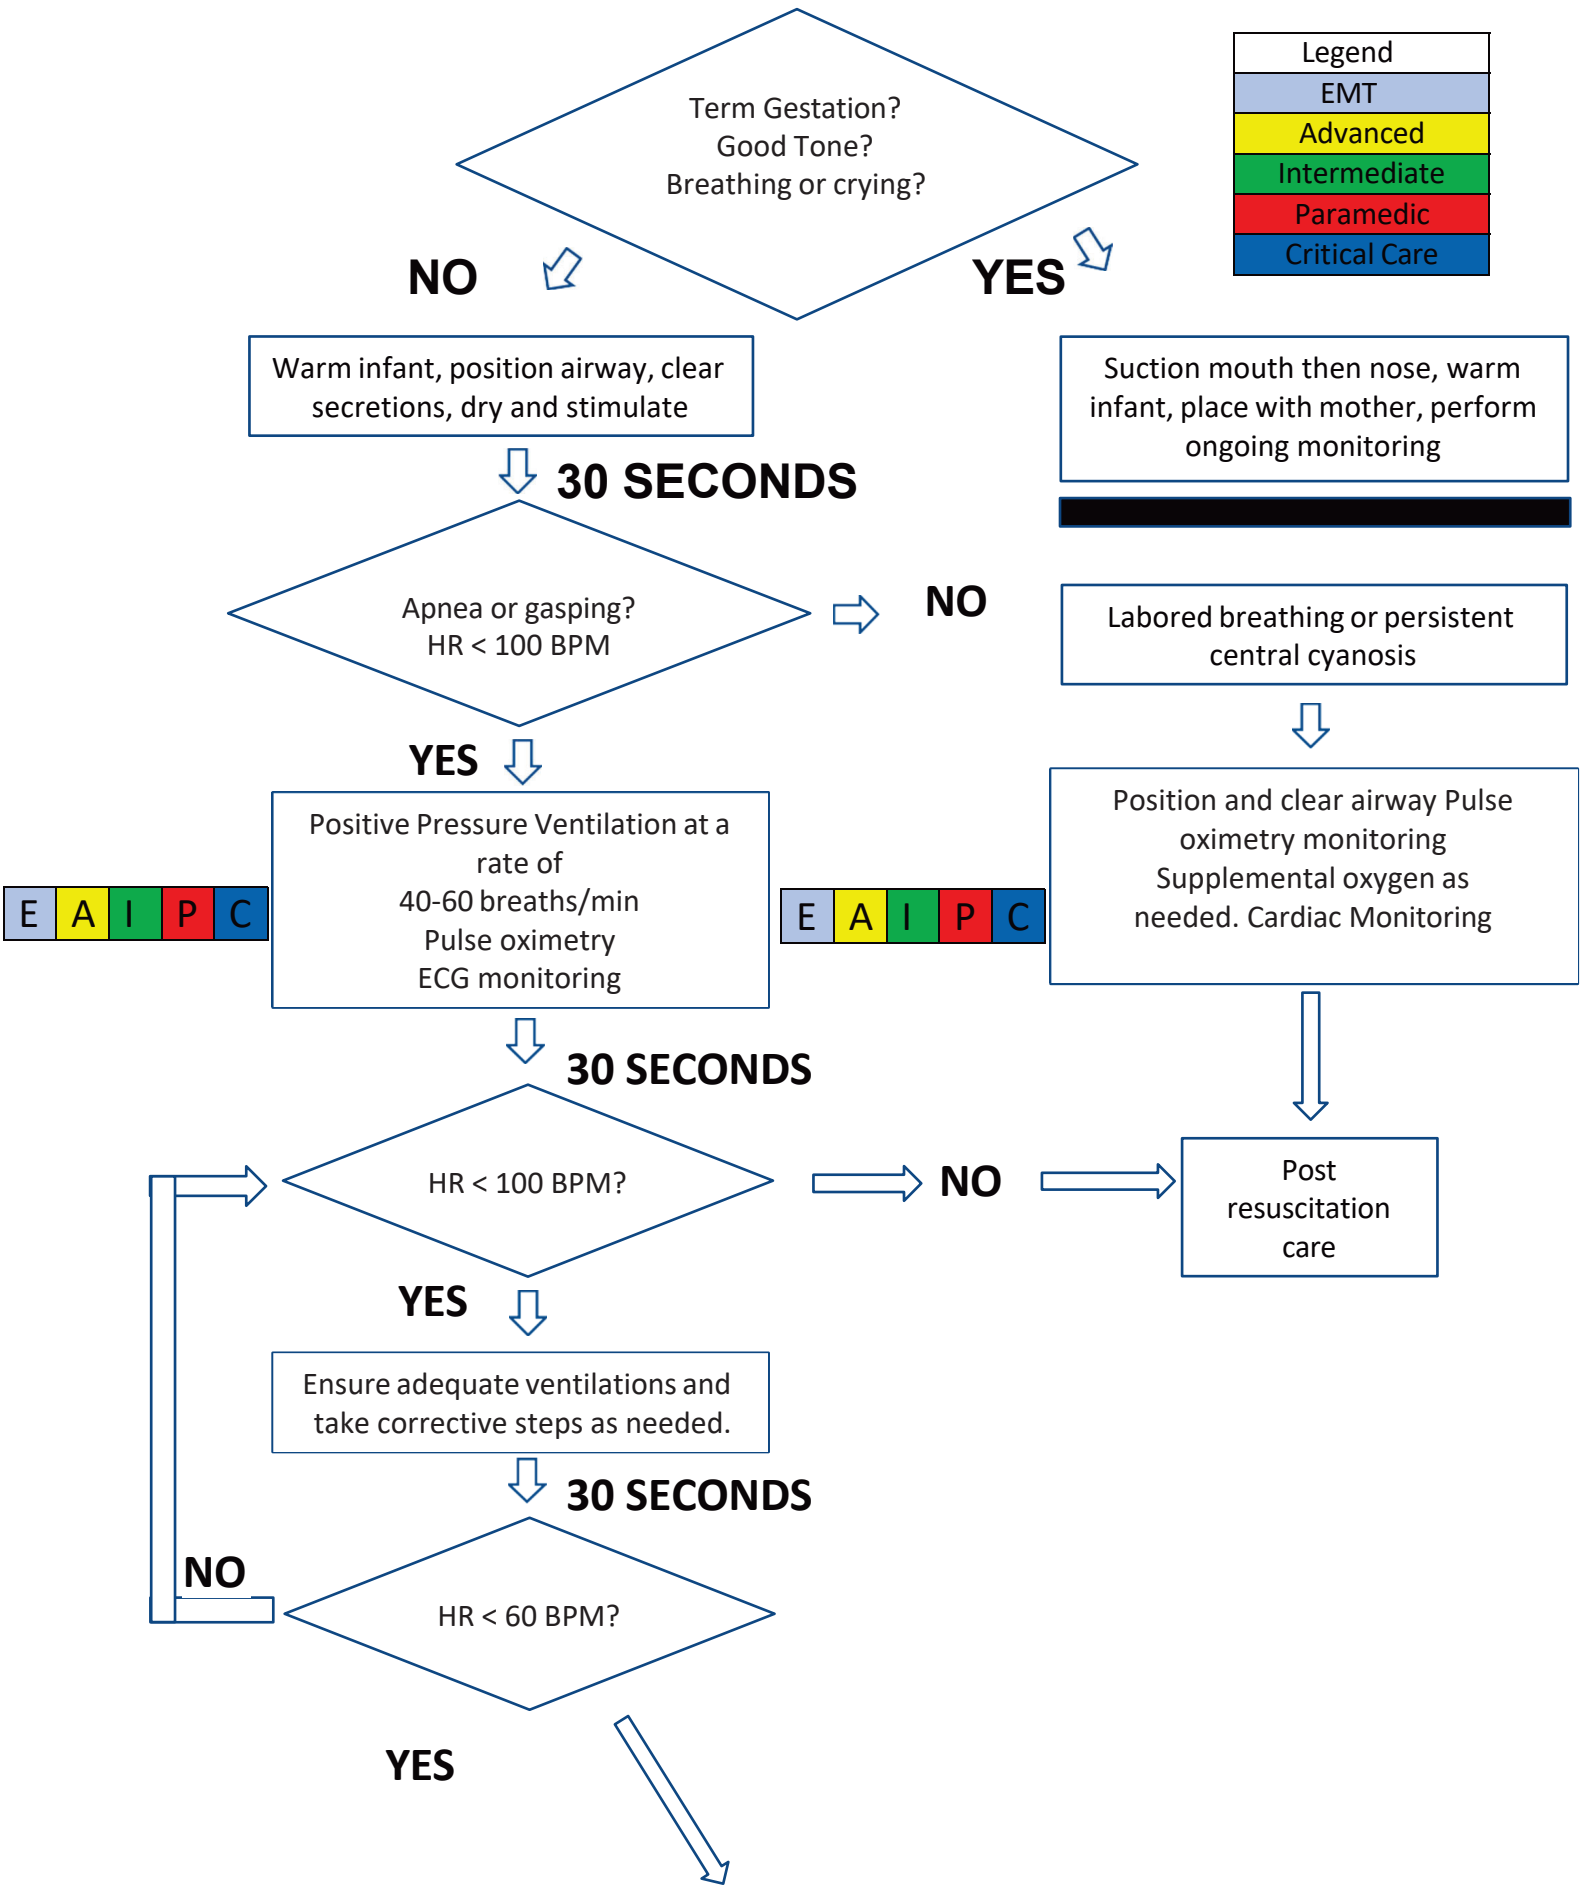 Term Gestation?
Good Tone?
Breathing or crying?
Legend
EMT
Advanced
Intermediate
Paramedic
Critical Care
NO
YES
Warm infant, position airway, clear
secretions, dry and stimulate
Suction mouth then nose, warm
infant, place with mother, perform
ongoing monitoring
30 SECONDS
Apnea or gasping?
HR < 100 BPM
NO
Labored breathing or persistent
central cyanosis
YES
Positive Pressure Ventilation at a
rate of
40-60 breaths/min
Pulse oximetry
ECG monitoring
E A I P C
E A I P C
Position and clear airway Pulse
oximetry monitoring
Supplemental oxygen as
needed. Cardiac Monitoring
30 SECONDS
HR < 100 BPM?
NO
Post
resuscitation
care
YES
Ensure adequate ventilations and
take corrective steps as needed.
30 SECONDS
NO
HR < 60 BPM?
YES